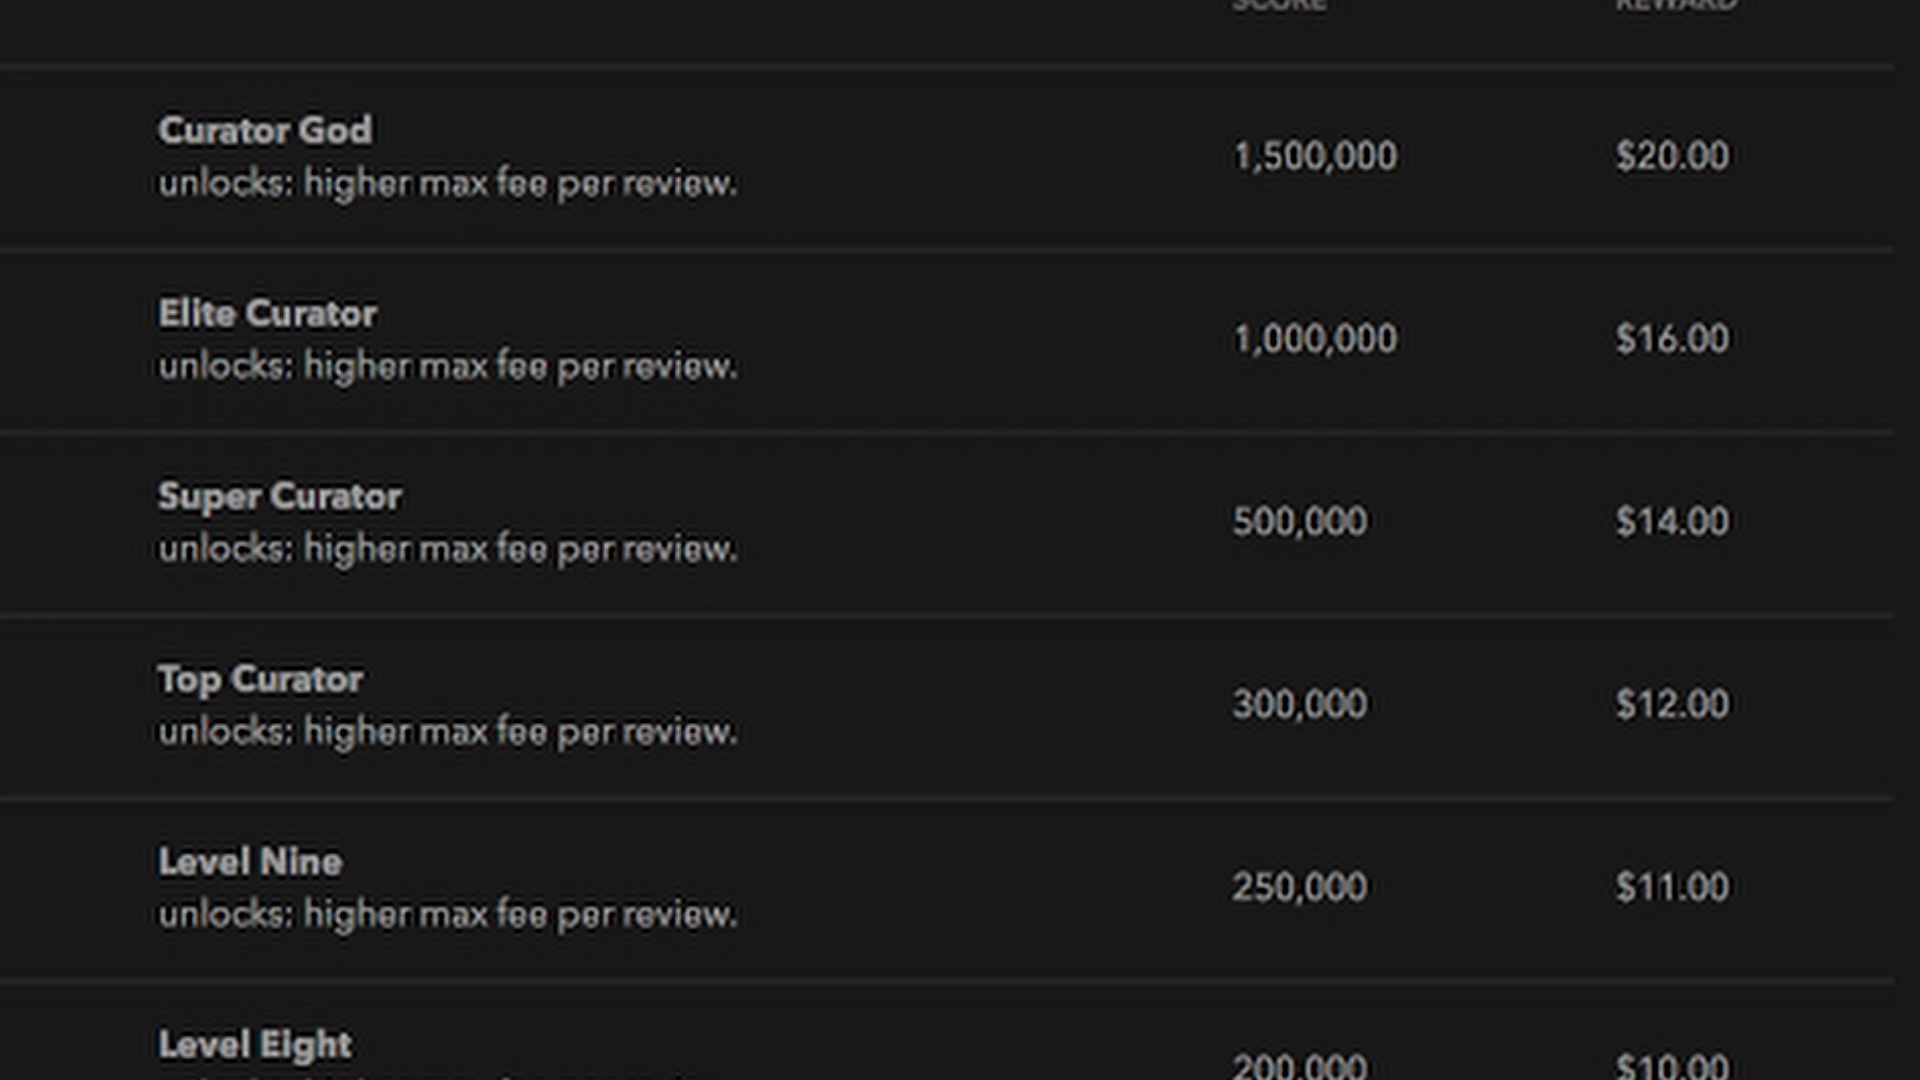 SCORE REWARD
Curator God
unlocks: higher max fee per review.
1,500,000 $20.00
Elite Curator
unlocks: higher max fee per review.
1,000,000 $16.00
Super Curator
unlocks: higher max fee per review.
500,000 $14.00
Top Curator
unlocks: higher max fee per review.
300,000 $12.00
Level Nine
unlocks: higher max fee per review.
250,000 $11.00
Level Eight
200,000 $10.00